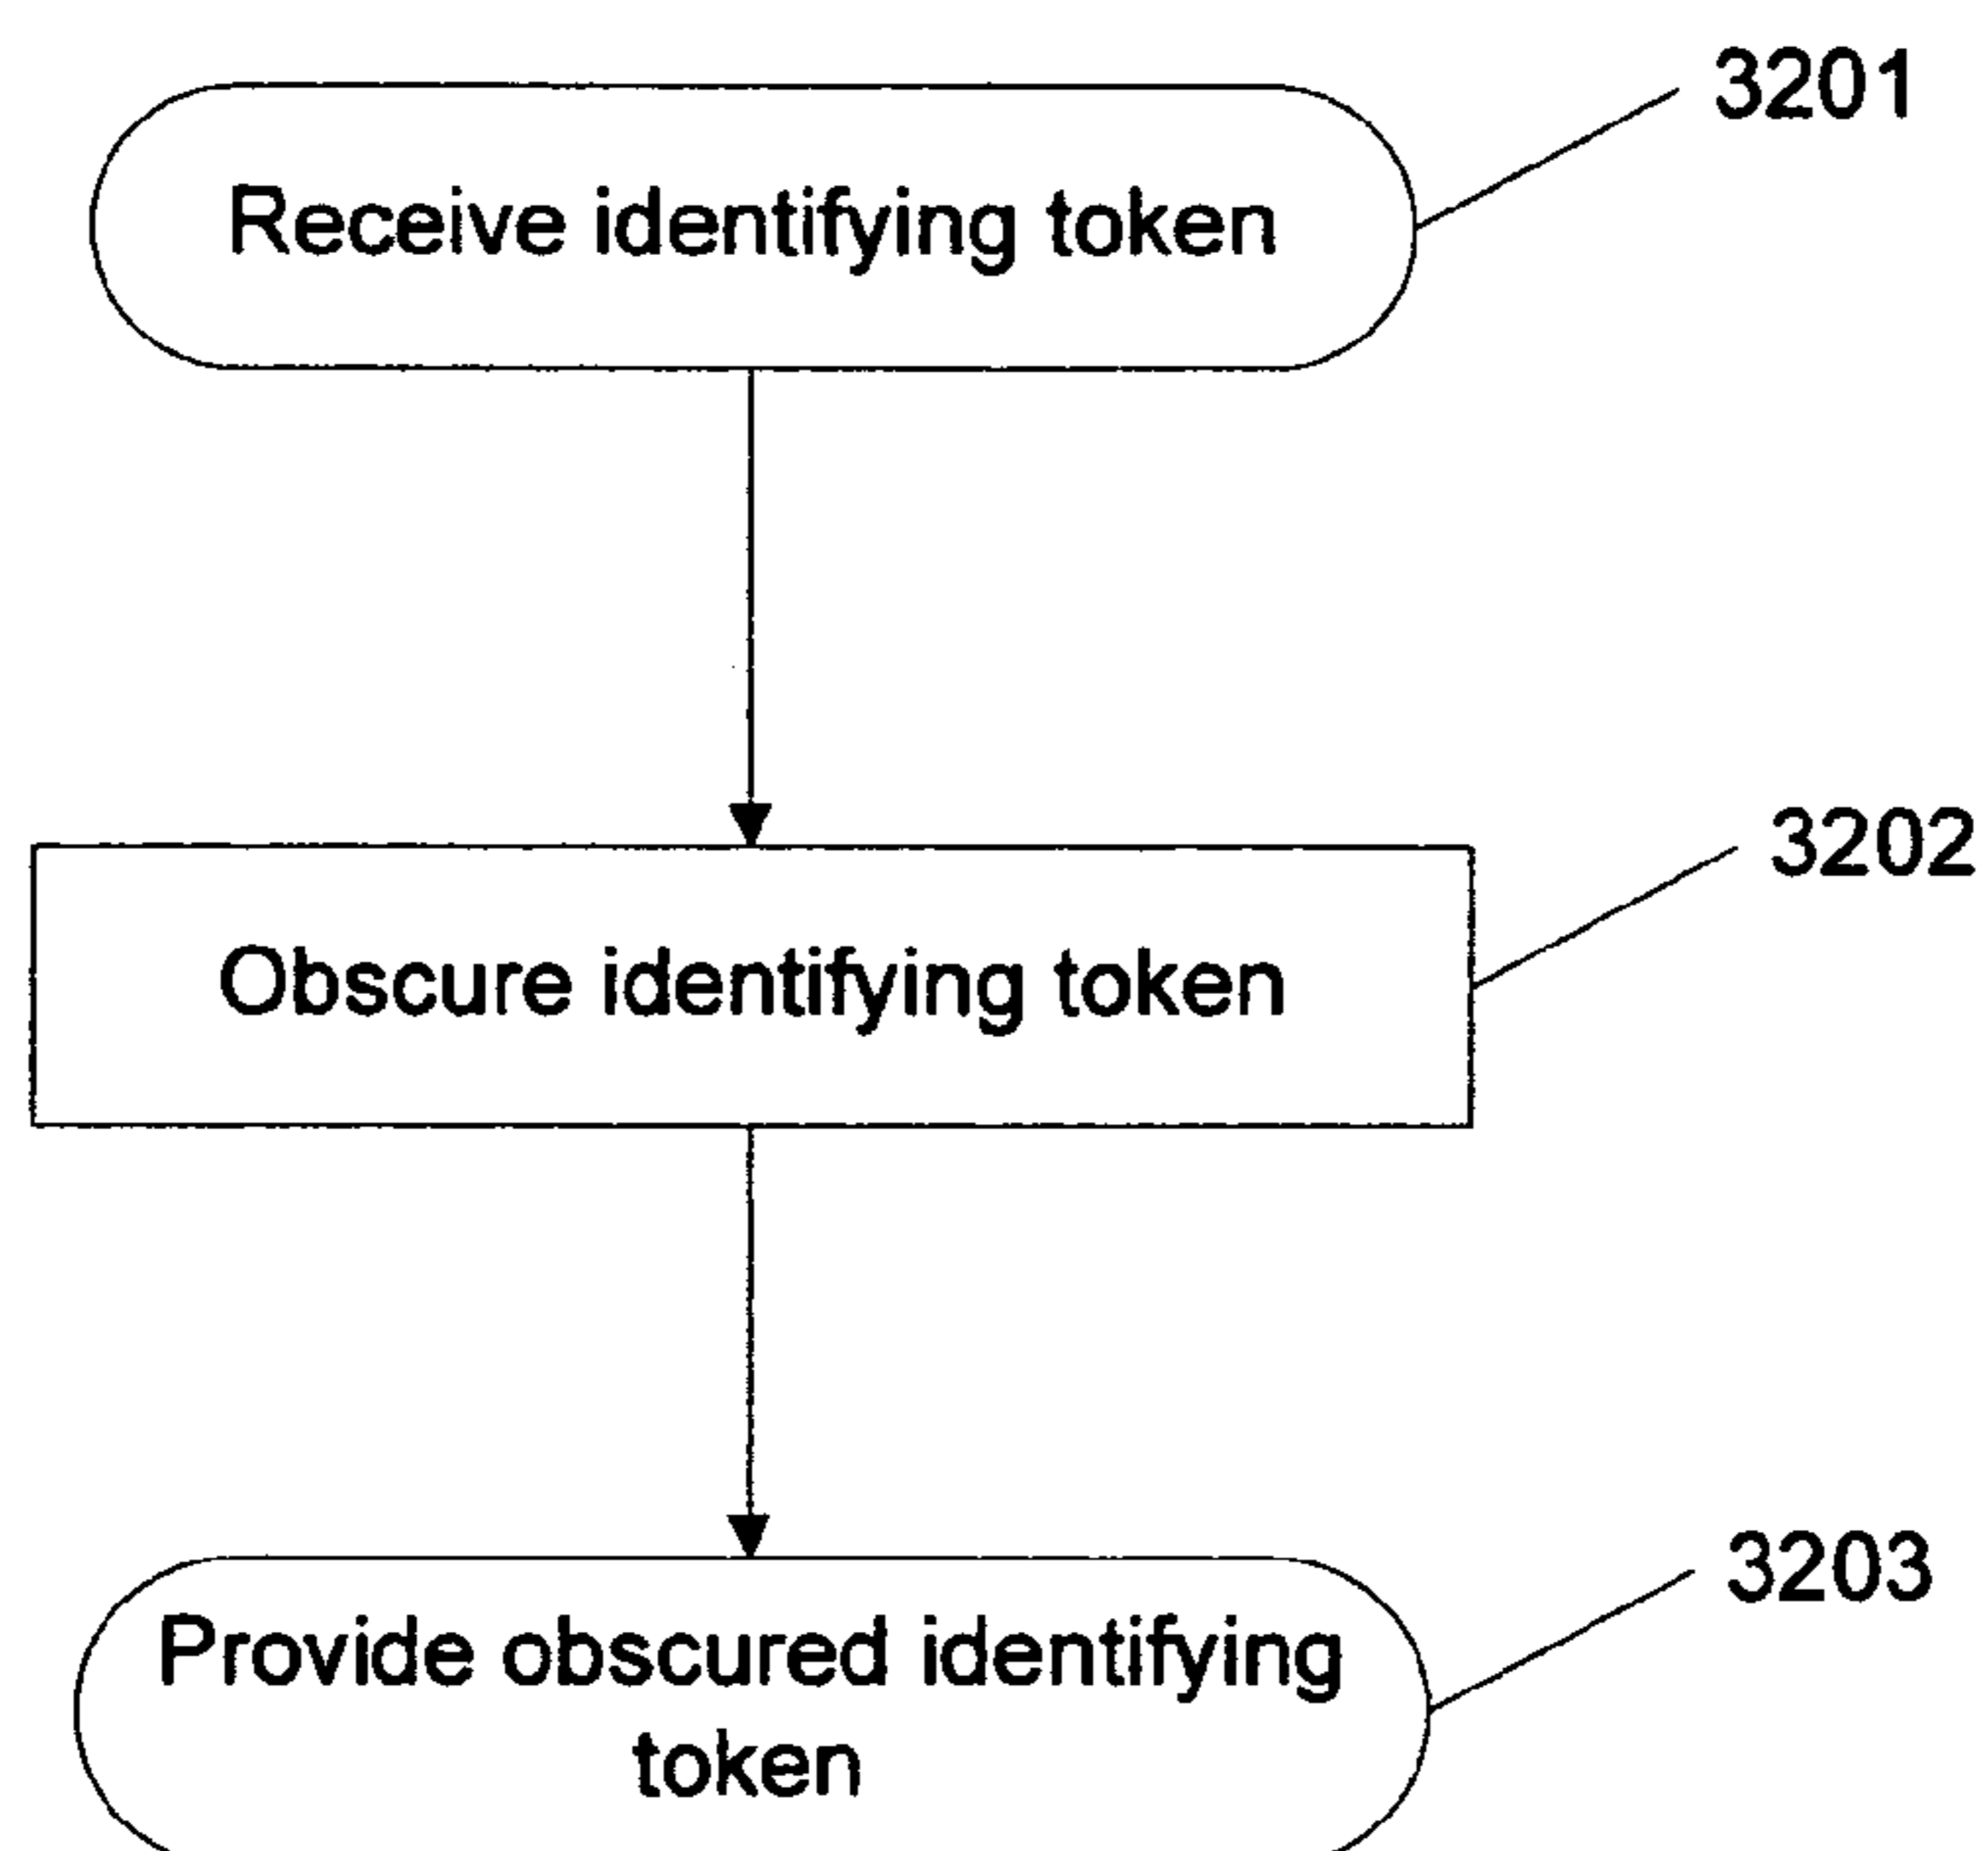 3201
Receive identifying token
3202
Obscure identifying token
3203
Provide obscured identifying
token